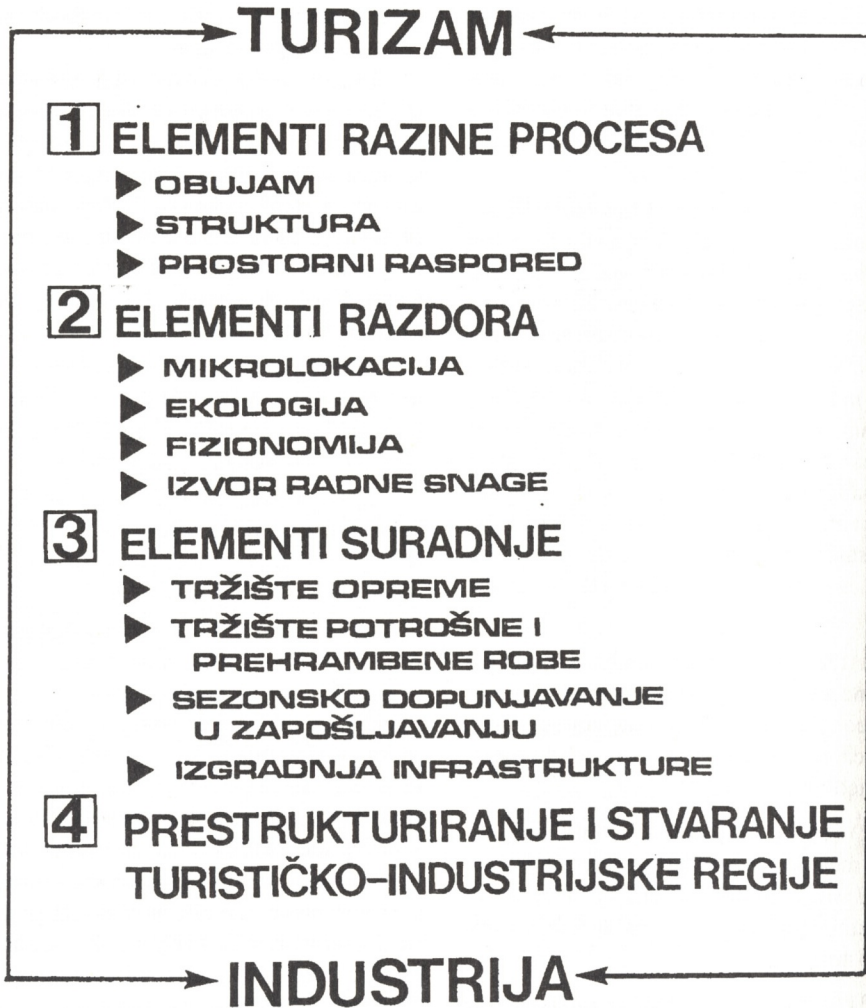 TURIZAM
1 ELEMENTI RAZINE PROCESA
OBUJAM
STRUKTURA
PROSTORNI RASPORED
2 ELEMENTI RAZDORA
MIKROLOKACIJA
EKOLOGIJA
FIZIONOMIJA
IZVOR RADNE SNAGE
3 ELEMENTI SURADNJE
TRŽIŠTE OPREME
TRŽIŠTE POTROŠNE I
PREHRAMBENE ROBE
SEZONSKO DOPUNJAVANJE
U ZAPOŠLJAVANJU
IZGRADNJA INFRASTRUKTURE
4 PRESTRUKTURIRANJE I STVARANJE
TURISTIČKO-INDUSTRIJSKE REGIJE
INDUSTRIJA